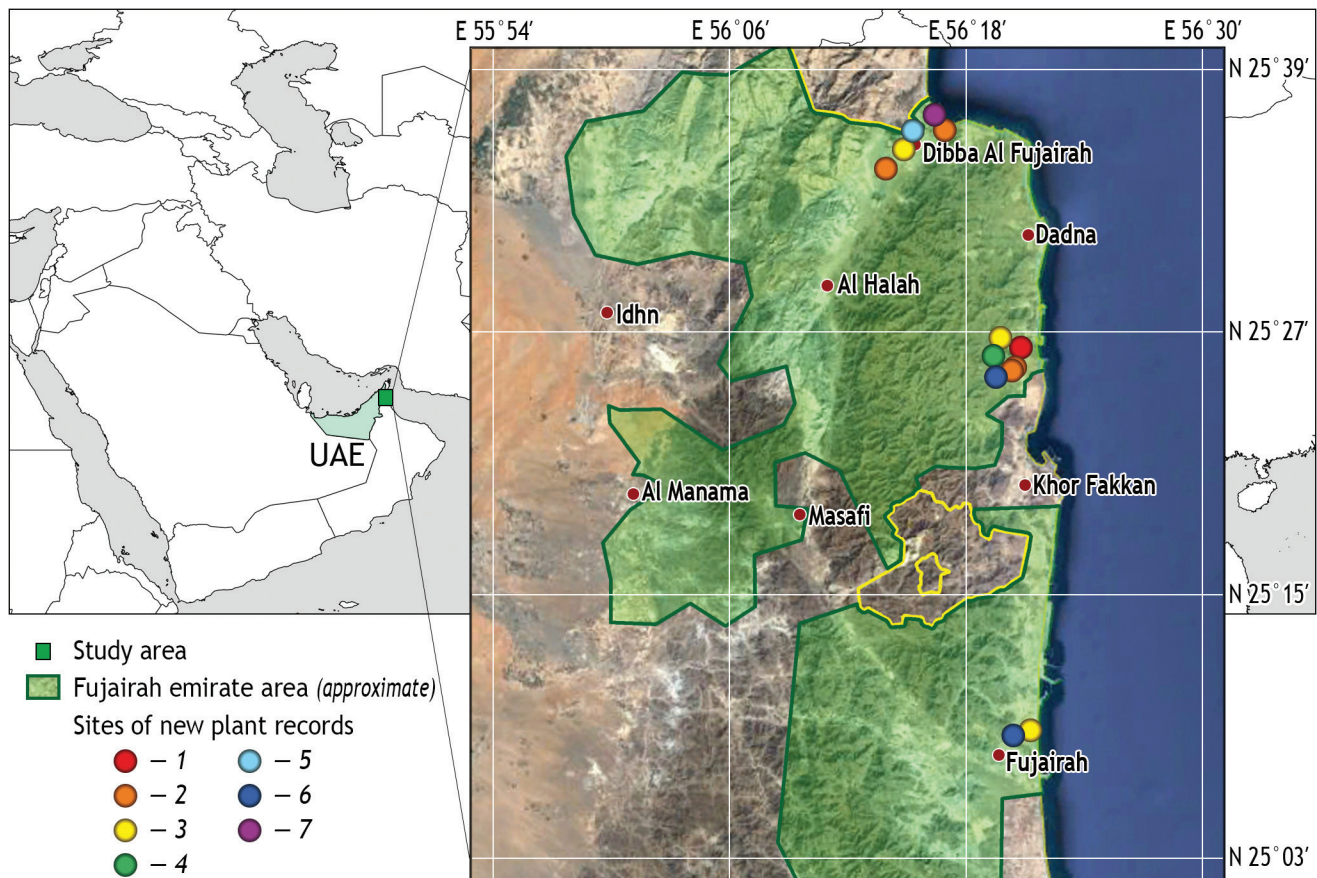 E 55°54′ E 56°06′ E 56°18′ E 56°30′
N 25°39′
Dibba Al Fujairah
Dadna
Al Halah
Idhn
N 25°27′
UAE
Al Manama
Khor Fakkan
Masafi
N 25°15′
Fujairah
N 25°03′
Study area
Fujairah emirate area (approximate)
Sites of new plant records
– 1 – 5
– 2 – 6
– 3 – 7
– 4